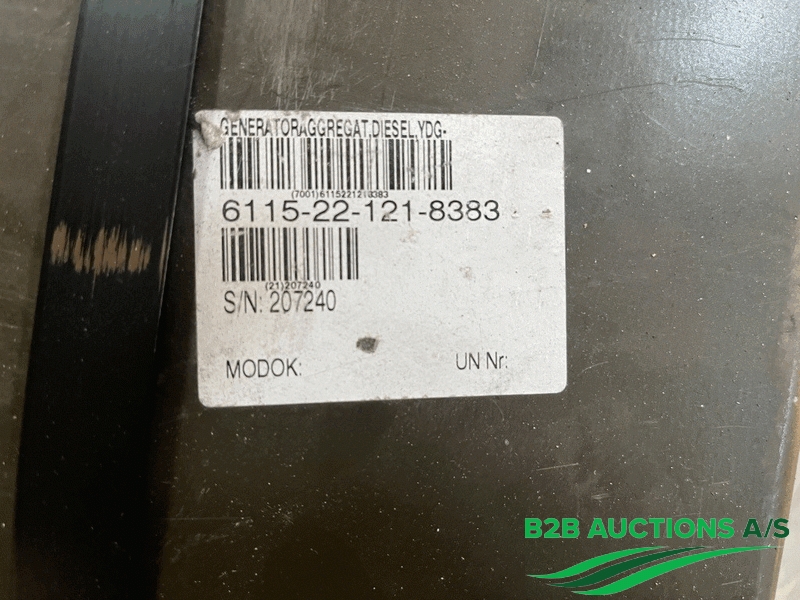 GENERATORAGGREGAT,DIESEL,YDG-
(7001)6115221218383
6115-22-121-8383
(21)207240
S/N: 207240
MODOK: UN Nr:
B2B AUCTIONS A/S